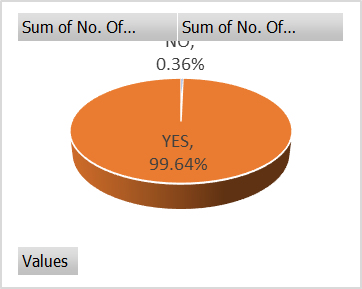 Sum of No. Of... Sum of No. Of...
NO,
0.36%
YES,
99.64%
Values